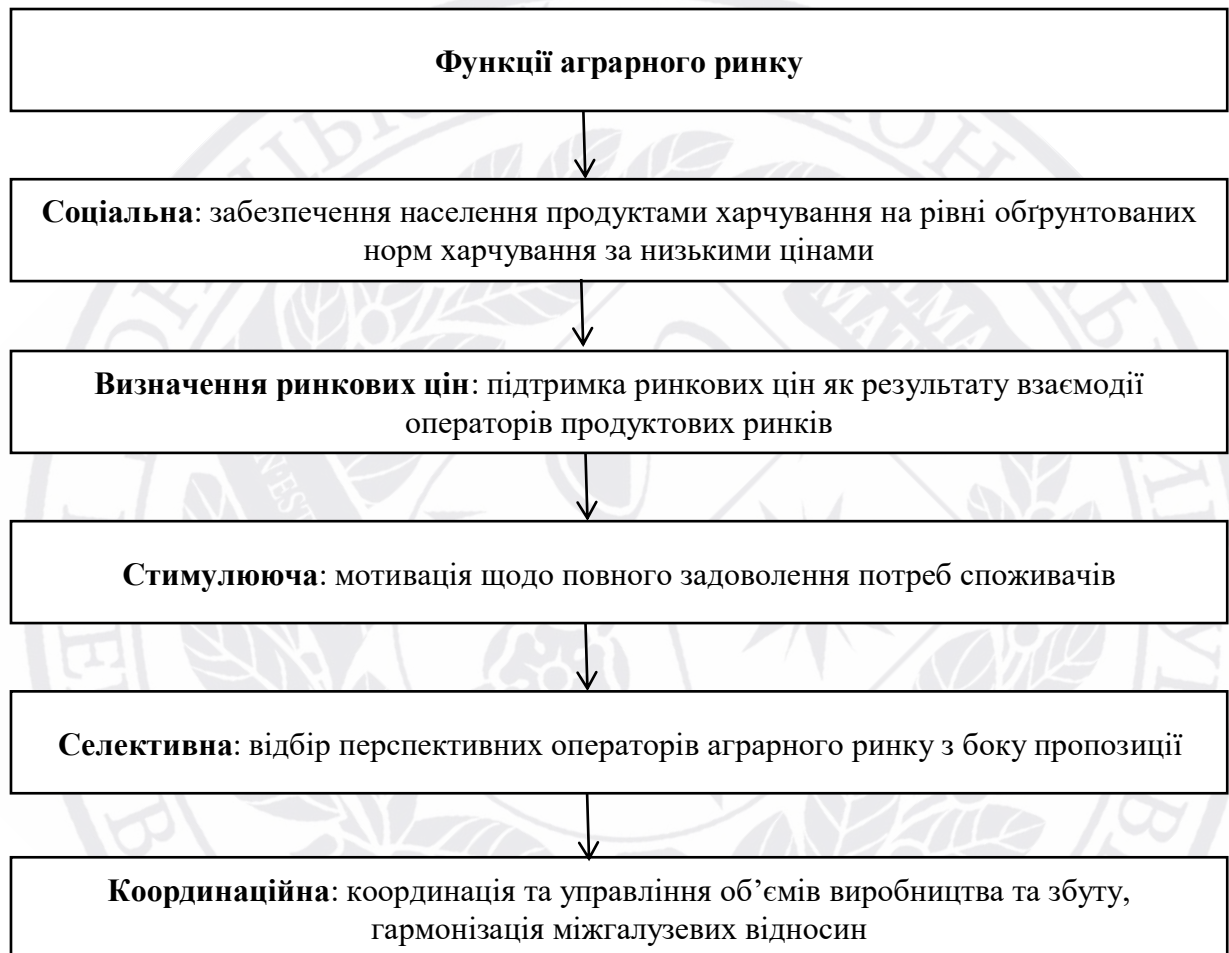 Функції аграрного ринку
Соціальна: забезпечення населення продуктами харчування на рівні обґрунтованих
норм харчування за низькими цінами
Визначення ринкових цін: підтримка ринкових цін як результату взаємодії
операторів продуктових ринків
Стимулююча: мотивація щодо повного задоволення потреб споживачів
Селективна: відбір перспективних операторів аграрного ринку з боку пропозиції
Координаційна: координація та управління об’ємів виробництва та збуту,
гармонізація міжгалузевих відносин